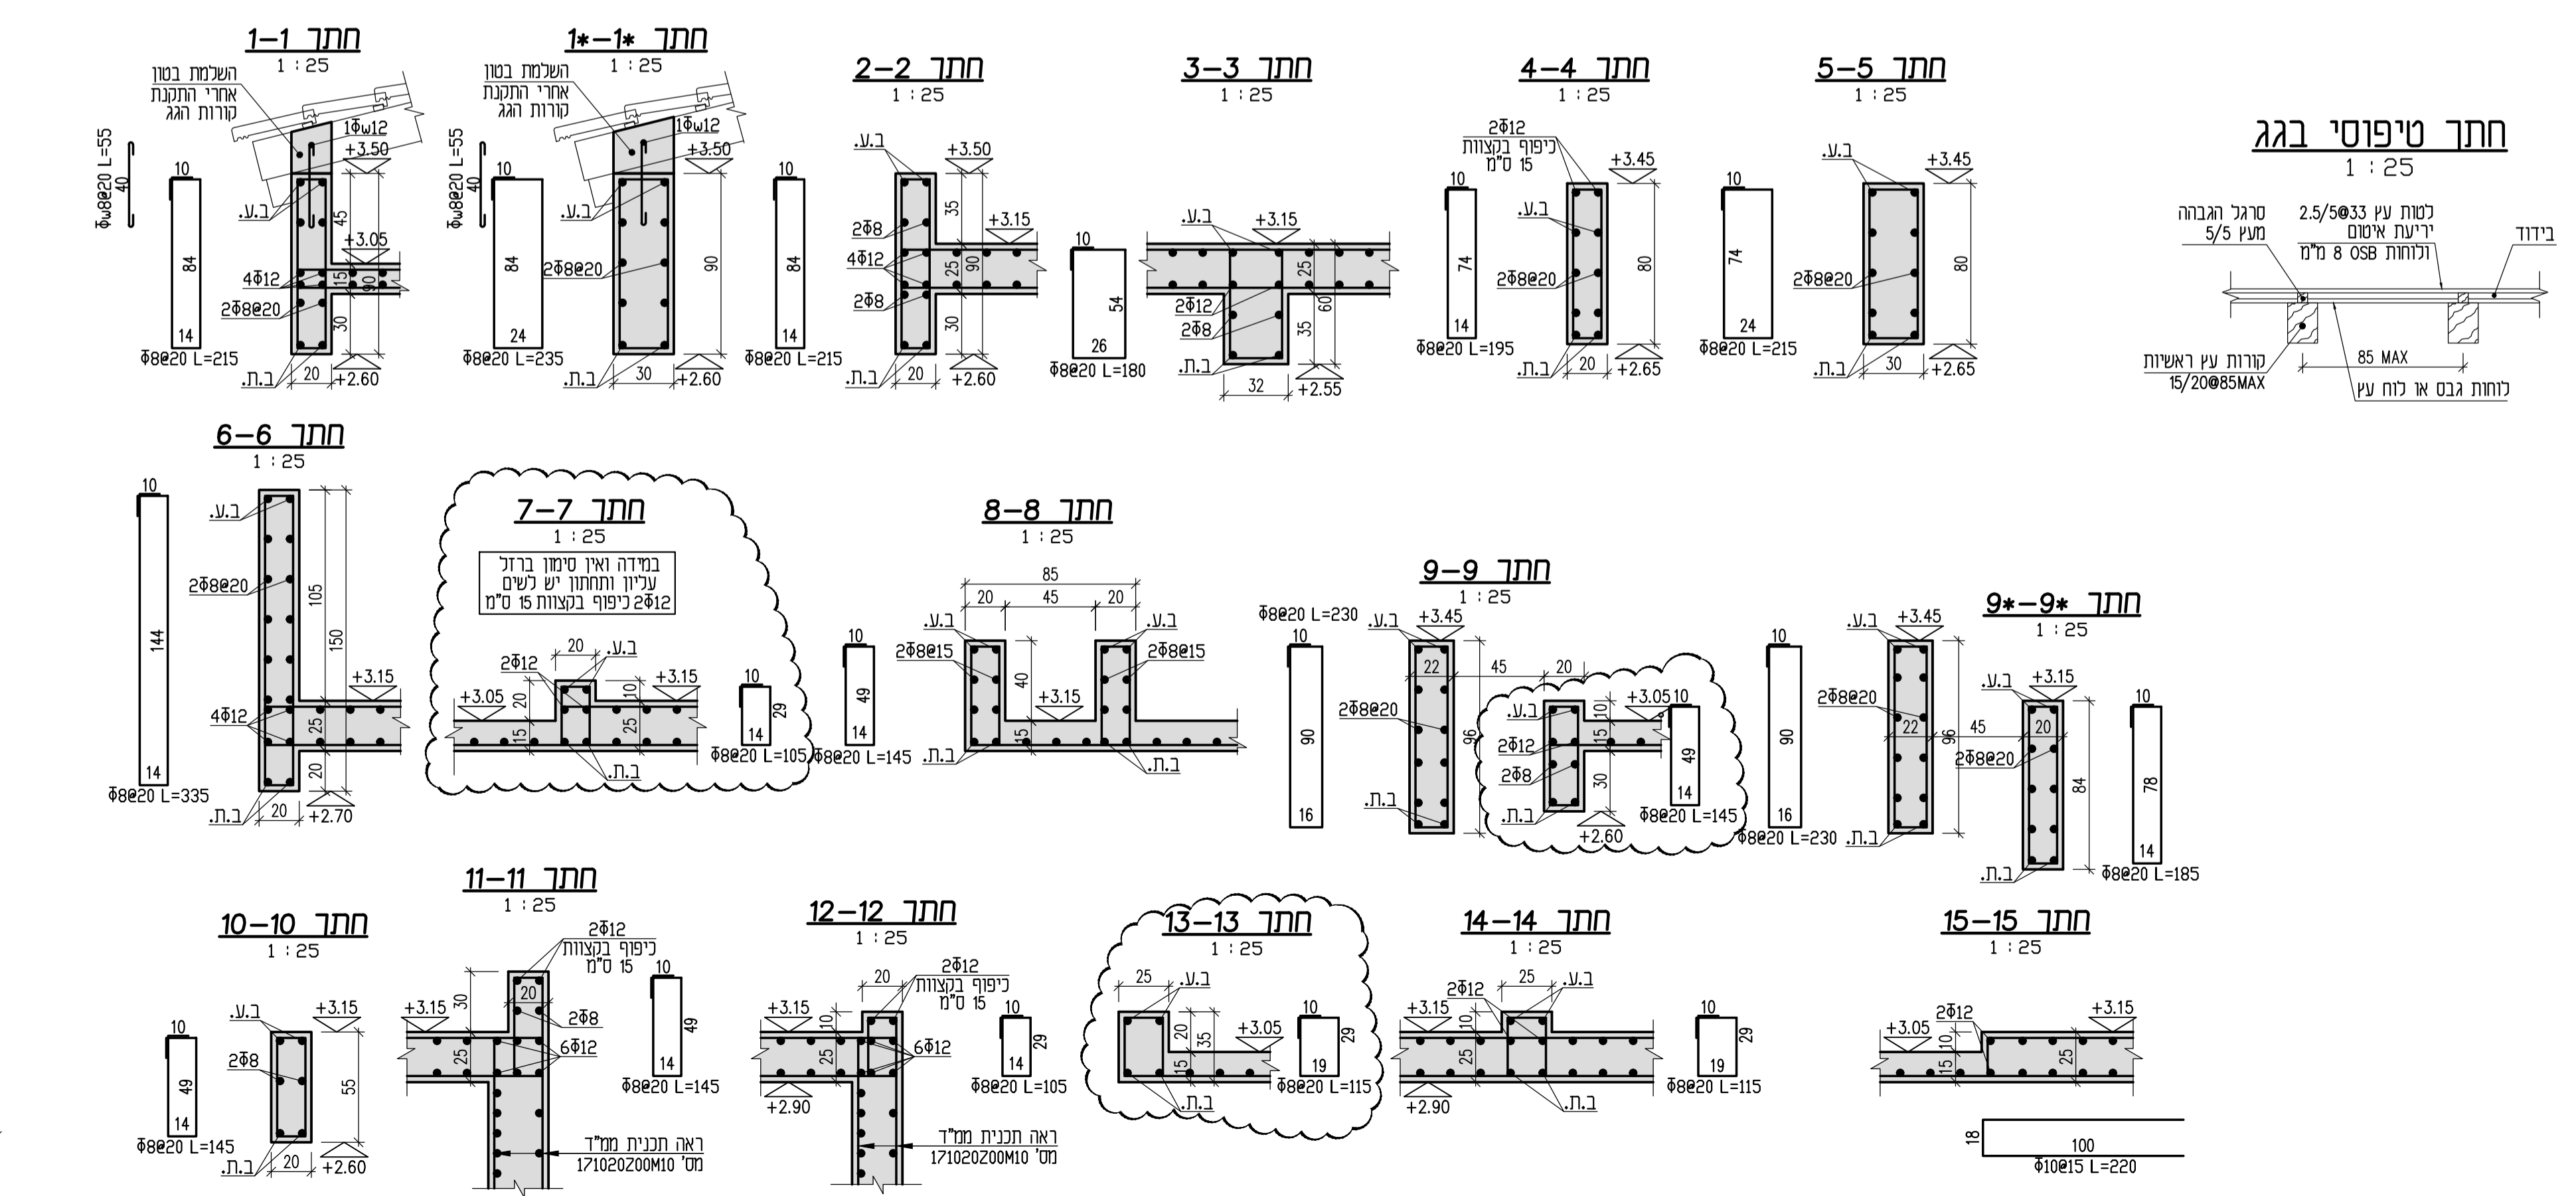 חתך 1-1
1:25
השלמת בטון
אחרי התקנת
קורות הגג
1Φw12
+3.50
Φw8@20 L=55
40
10
84
14
Φ8@20 L=215
ב.ע.
45
+3.05
4Φ12
15
90
2Φ8@20
30
ב.ת.
20
+2.60
חתך 1*-1*
1:25
השלמת בטון
אחרי התקנת
קורות הגג
1Φw12
+3.50
Φw8@20 L=55
40
10
84
24
Φ8@20 L=235
ב.ע.
2Φ8@20
90
ב.ת.
30
+2.60
חתך 2-2
1:25
10
84
14
Φ8@20 L=215
ב.ע.
+3.50
35
+3.15
2Φ8
4Φ12
25
90
2Φ8
30
ב.ת.
20
+2.60
חתך 3-3
1:25
10
54
26
Φ8@20 L=180
ב.ע.
+3.15
25
60
2Φ12
2Φ8
35
ב.ת.
32
+2.55
חתך 4-4
1:25
2Φ12
כיפוף בקצוות
15 ס"מ
+3.45
10
74
14
Φ8@20 L=195
ב.ע.
2Φ8@20
80
ב.ת.
20
+2.65
חתך 5-5
1:25
ב.ע.
+3.45
10
74
24
Φ8@20 L=215
2Φ8@20
80
ב.ת.
30
+2.65
חתך טיפוסי בגג
1:25
סרגל הגבהה
מעץ 5/5
לטות עץ 2.5/5@33
יריעת איטום
ולוחות OSB 8 מ"מ
בידוד
85 MAX
קורות עץ ראשיות
15/20@85MAX
לוחות גבס או לוח עץ
חתך 6-6
1:25
10
144
14
Φ8@20 L=335
ב.ע.
2Φ8@20
105
150
+3.15
4Φ12
25
20
ב.ת.
20
+2.70
חתך 7-7
1:25
במידה ואין סימון ברזל
עליון ותחתון יש לשים
2Φ12 כיפוף בקצוות 15 ס"מ
20
ב.ע.
2Φ12
+3.05
20
10
+3.15
15
25
ב.ת.
10
29
14
Φ8@20 L=105
חתך 8-8
1:25
85
20
45
20
ב.ע.
ב.ע.
10
49
14
Φ8@20 L=145
2Φ8@15
2Φ8@15
40
+3.15
15
ב.ת.
ב.ת.
חתך 9-9
1:25
Φ8@20 L=230
10
90
16
ב.ע.
+3.45
22
45
20
2Φ8@20
96
ב.ת.
ב.ע.
10
+3.05
2Φ12
15
2Φ8
30
ב.ת.
+2.60
10
49
14
Φ8@20 L=145
חתך 9*-9*
1:25
10
90
16
Φ8@20 L=230
ב.ע.
+3.45
2Φ8@20
22
96
45
ב.ת.
ב.ע.
+3.15
20
2Φ8@20
84
ב.ת.
10
78
14
Φ8@20 L=185
חתך 10-10
1:25
10
49
14
Φ8@20 L=145
ב.ע.
+3.15
2Φ8
55
ב.ת.
20
+2.60
חתך 11-11
1:25
2Φ12
כיפוף בקצוות
15 ס"מ
+3.15
30
20
2Φ8
25
6Φ12
10
49
14
Φ8@20 L=145
ראה תכנית ממ"ד
מס' 171020Z00M10
חתך 12-12
1:25
20
2Φ12
כיפוף בקצוות
15 ס"מ
+3.15
10
25
6Φ12
+2.90
10
29
14
Φ8@20 L=105
ראה תכנית ממ"ד
מס' 171020Z00M10
חתך 13-13
1:25
25
ב.ע.
20
35
+3.05
15
ב.ת.
10
29
19
Φ8@20 L=115
חתך 14-14
1:25
25
ב.ע.
2Φ12
+3.15
10
25
+2.90
ב.ת.
10
29
19
Φ8@20 L=115
חתך 15-15
1:25
2Φ12
+3.05
10
+3.15
15
25
18
100
Φ10@15 L=220